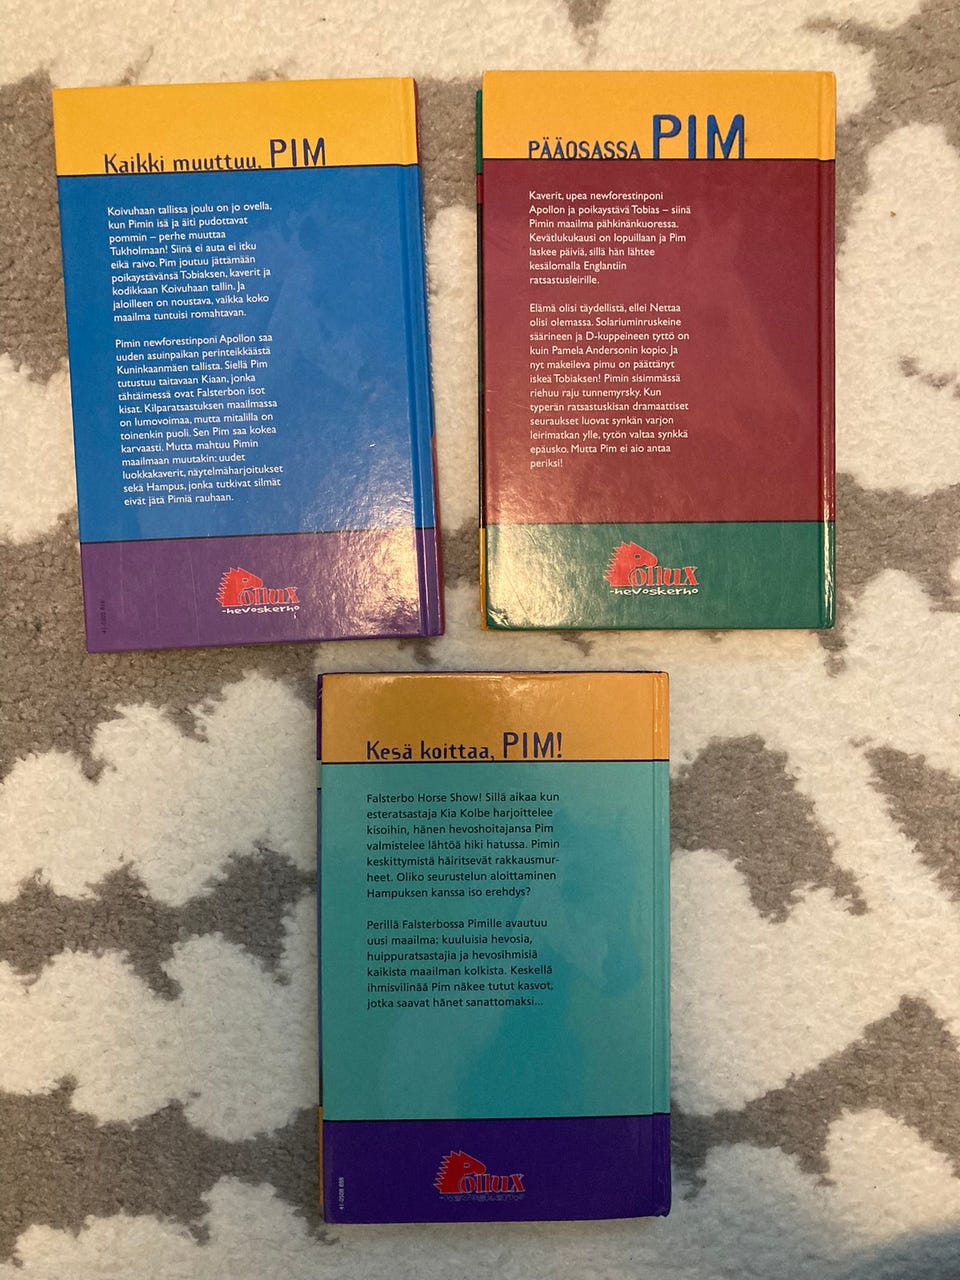 Kaikki muuttuu, PIM
Koivuhaan tallissa joulu on jo ovella,
kun Pimin isä ja äiti pudottavat
pommin – perhe muuttaa
Tukholmaan! Siinä ei auta ei itku
eikä raivo. Pim joutuu jättämään
poikaystävänsä Tobiaksen, kaverit ja
kodikkaan Koivuhaan tallin. Ja
jaloilleen on noustava, vaikka koko
maailma tuntuisi romahtavan.
Pimin newforestinponi Apollon saa
uuden asuinpaikan perinteikkäästä
Kuninkaanmäen tallista. Siellä Pim
tutustuu taitavaan Kiaan, jonka
tähtäimessä ovat Falsterbon isot
kisat. Kilparatsastuksen maailmassa
on lumovoimaa, mutta mitalilla on
toinenkin puoli. Sen Pim saa kokea
karvaasti. Mutta mahtuu Pimin
maailmaan muutakin: uudet
luokkakaverit, näytelmäharjoitukset
sekä Hampus, jonka tutkivat silmät
eivät jätä Pimiä rauhaan.
Pollux
-hevoskerho
PÄÄOSASSA PIM
Kaverit, upea newforestinponi
Apollon ja poikaystävä Tobias – siinä
Pimin maailma pähkinänkuoressa.
Kevätlukukausi on lopuillaan ja Pim
laskee päiviä, sillä hän lähtee
kesälomalla Englantiin
ratsastusleirille.
Elämä olisi täydellistä, ellei Nettaa
olisi olemassa. Solariuminruskeine
säärineen ja D-kuppeineen tyttö on
kuin Pamela Andersonin kopio. Ja
nyt makeileva pimu on päättänyt
iskeä Tobiaksen! Pimin sisimmässä
riehuu raju tunnemyrsky. Kun
typerän ratsastuskisan dramaattiset
seuraukset luovat synkän varjon
leirimatkan ylle, tytön valtaa synkkä
epäusko. Mutta Pim ei aio antaa
periksi!
Pollux
-hevoskerho
Kesä koittaa, PIM!
Falsterbo Horse Show! Sillä aikaa kun
esteratsastaja Kia Kolbe harjoittelee
kisoihin, hänen hevoshoitajansa Pim
valmistelee lähtöä hiki hatussa. Pimin
keskittymistä häiritsevät rakkausmur-
heet. Oliko seurustelun aloittaminen
Hampuksen kanssa iso erehdys?
Perillä Falsterbossa Pimille avautuu
uusi maailma: kuuluisia hevosia,
huippuratsastajia ja hevosihmisiä
kaikista maailman kolkista. Keskellä
ihmisvilinää Pim näkee tutut kasvot,
jotka saavat hänet sanattomaksi...
Pollux